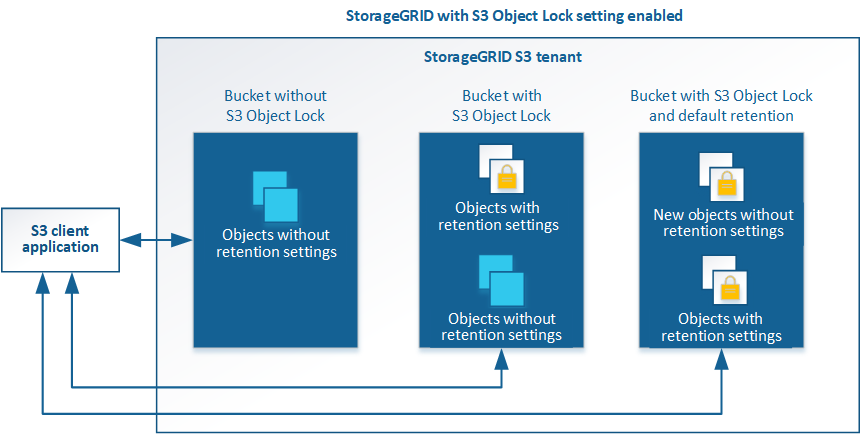 StorageGRID with S3 Object Lock setting enabled
StorageGRID S3 tenant
Bucket without
S3 Object Lock
Bucket with
S3 Object Lock
Bucket with S3 Object Lock
and default retention
S3 client
application
Objects without
retention settings
Objects with
retention settings
Objects without
retention settings
New objects without
retention settings
Objects with
retention settings